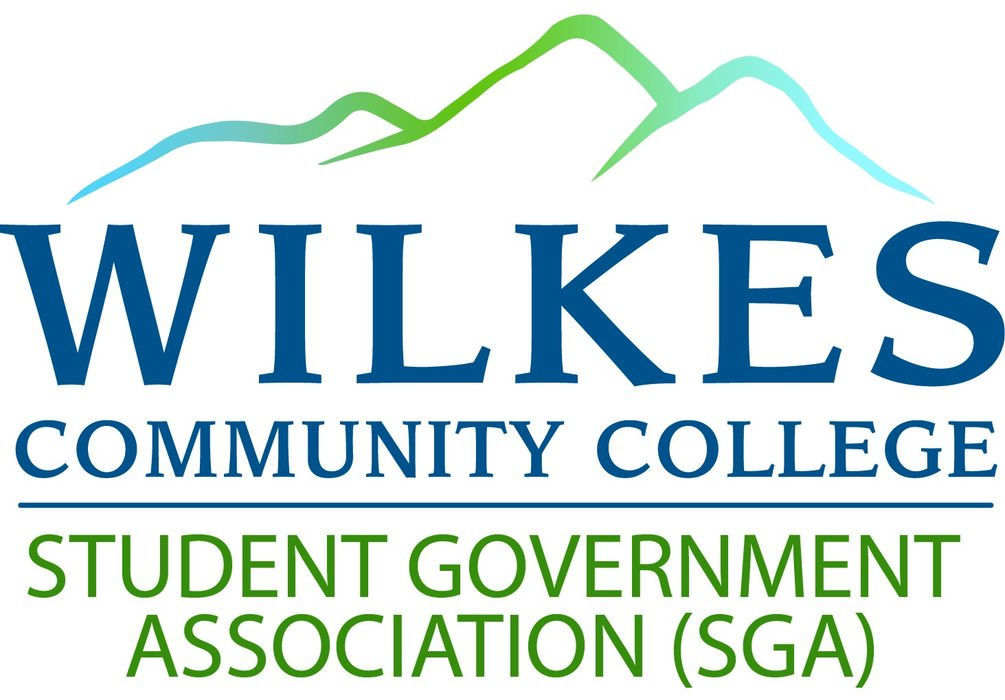 WILKES
COMMUNITY COLLEGE
STUDENT GOVERNMENT
ASSOCIATION (SGA)